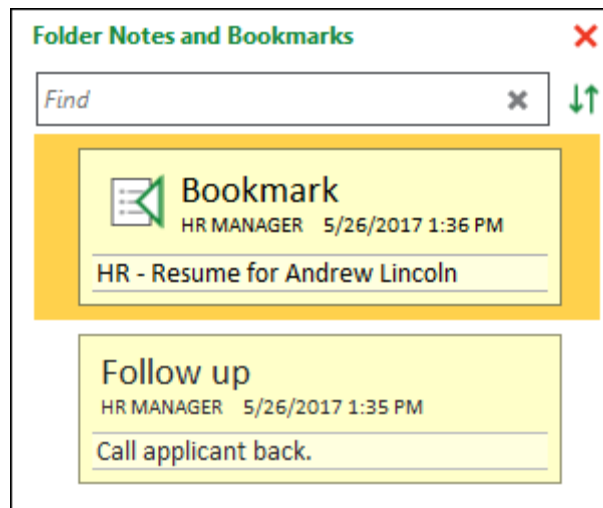 Folder Notes and Bookmarks
Find
Bookmark
HR MANAGER 5/26/2017 1:36 PM
HR - Resume for Andrew Lincoln
Follow up
HR MANAGER 5/26/2017 1:35 PM
Call applicant back.